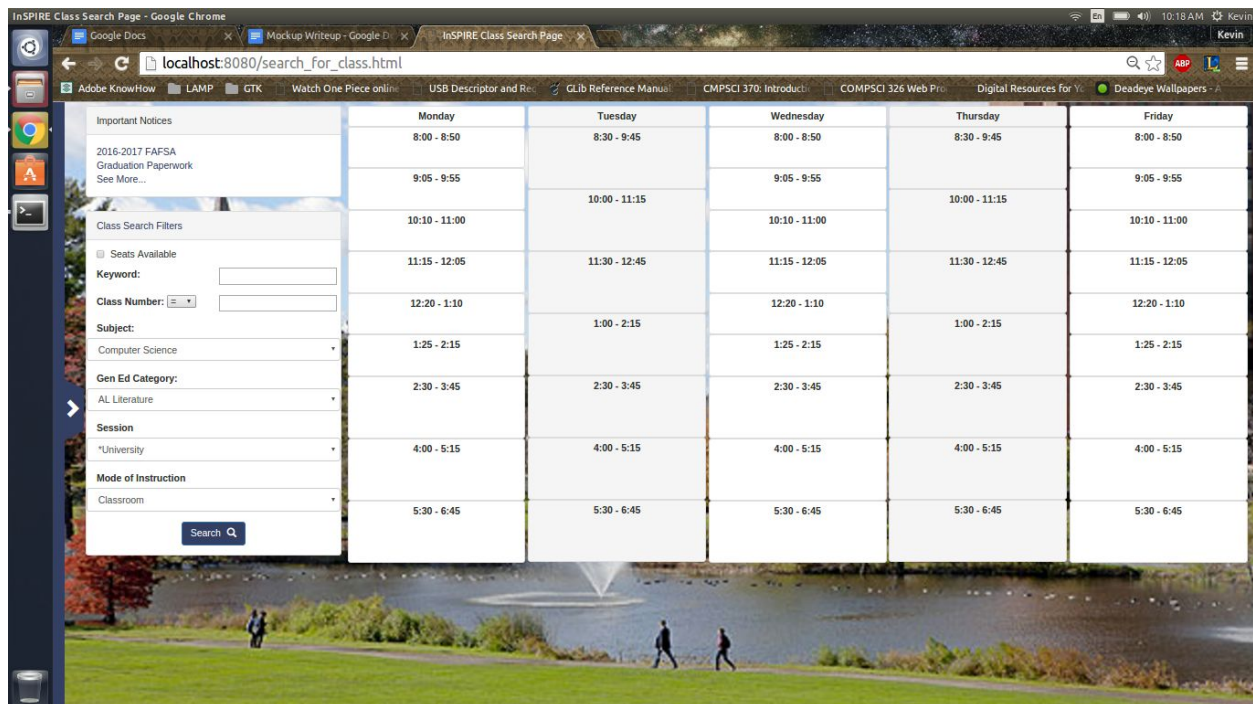 InSPIRE Class Search Page - Google Chrome
En
10:18 AM Kevin
Google Docs
Mockup Writeup - Google D
InSPIRE Class Search Page
Kevin
localhost:8080/search_for_class.html
ABP
Adobe KnowHow
LAMP
GTK
Watch One Piece online
USB Descriptor and Re
GLib Reference Manual
CMPSCI 370: Introducti
COMPSCI 326 Web Pro
Digital Resources for Yo
Deadeye Wallpapers - A
Important Notices
2016-2017 FAFSA
Graduation Paperwork
See More...
Class Search Filters
Seats Available
Keyword:
Class Number: =
Subject:
Computer Science
Gen Ed Category:
AL Literature
Session
*University
Mode of Instruction
Classroom
Search
Monday
8:00 - 8:50
9:05 - 9:55
10:10 - 11:00
11:15 - 12:05
12:20 - 1:10
1:25 - 2:15
2:30 - 3:45
4:00 - 5:15
5:30 - 6:45
Tuesday
8:30 - 9:45
10:00 - 11:15
11:30 - 12:45
1:00 - 2:15
2:30 - 3:45
4:00 - 5:15
5:30 - 6:45
Wednesday
8:00 - 8:50
9:05 - 9:55
10:10 - 11:00
11:15 - 12:05
12:20 - 1:10
1:25 - 2:15
2:30 - 3:45
4:00 - 5:15
5:30 - 6:45
Thursday
8:30 - 9:45
10:00 - 11:15
11:30 - 12:45
1:00 - 2:15
2:30 - 3:45
4:00 - 5:15
5:30 - 6:45
Friday
8:00 - 8:50
9:05 - 9:55
10:10 - 11:00
11:15 - 12:05
12:20 - 1:10
1:25 - 2:15
2:30 - 3:45
4:00 - 5:15
5:30 - 6:45